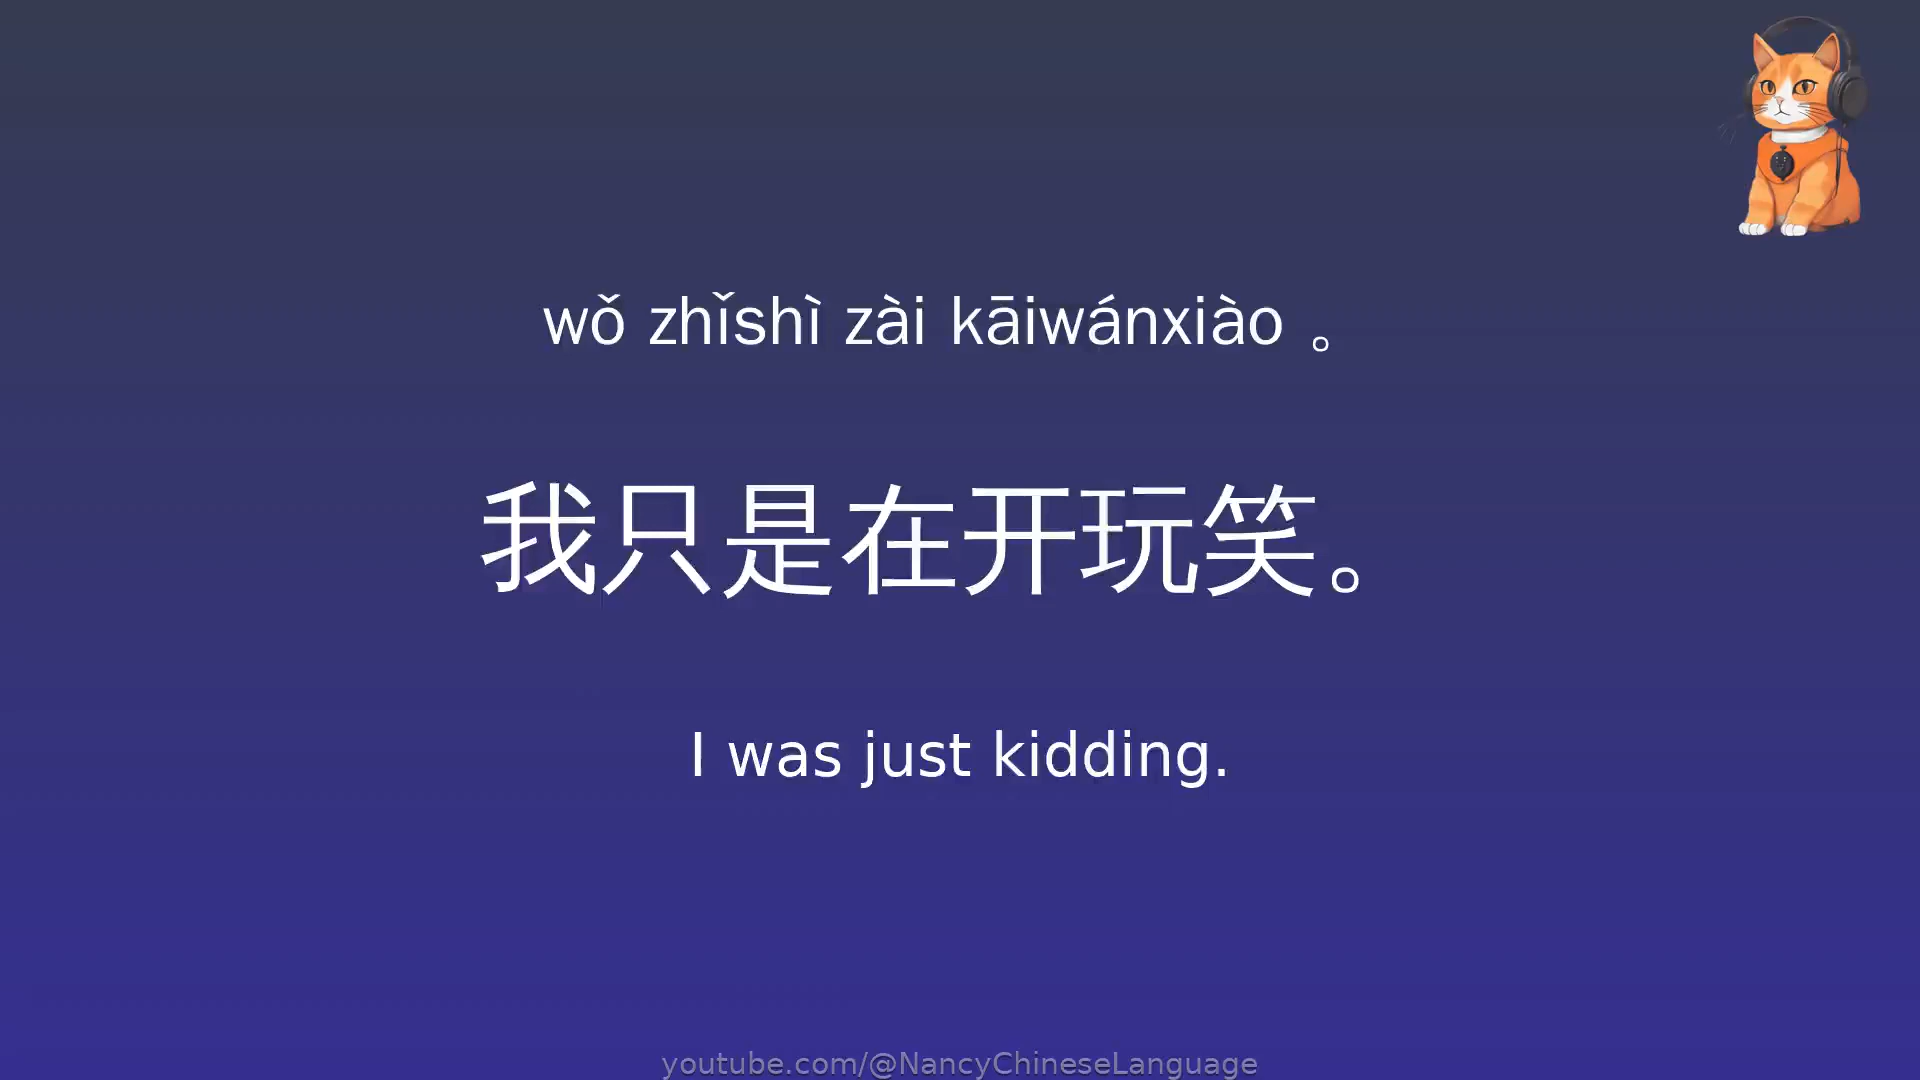 wǒ zhǐshì zài kāiwánxiào 。
我只是在开玩笑。
I was just kidding.
youtube.com/@NancyChineseLanguage